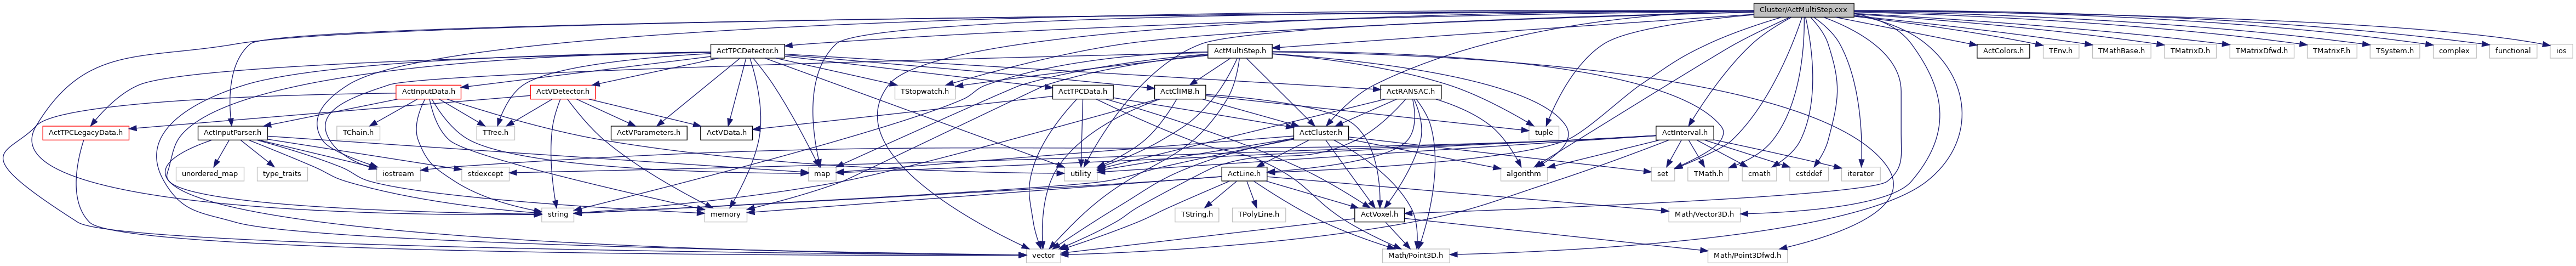 Cluster/ActMultiStep.cxx
ActTPCDetector.h
ActMultiStep.h
ActColors.h
TEnv.h
TMathBase.h
TMatrixD.h
TMatrixDfwd.h
TMatrixF.h
TSystem.h
complex
functional
ios
ActInputData.h
ActVDetector.h
TStopwatch.h
ActTPCData.h
ActClIMB.h
ActRANSAC.h
ActTPCLegacyData.h
ActInputParser.h
TChain.h
TTree.h
ActVParameters.h
ActVData.h
ActCluster.h
tuple
ActInterval.h
unordered_map
type_traits
iostream
stdexcept
map
utility
ActLine.h
algorithm
set
TMath.h
cmath
cstddef
iterator
string
memory
TString.h
TPolyLine.h
ActVoxel.h
Math/Vector3D.h
vector
Math/Point3D.h
Math/Point3Dfwd.h